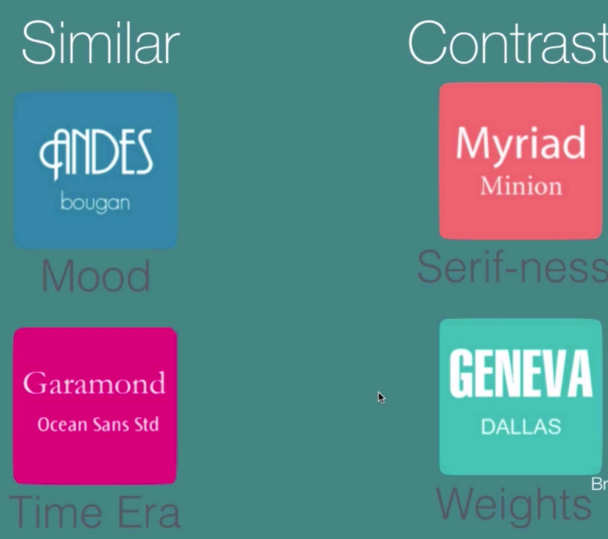 Similar
Contrast
ANDES
bougan
Mood
Myriad
Minion
Serif-ness
Garamond
Ocean Sans Std
Time Era
GENEVA
DALLAS
Weights
Br